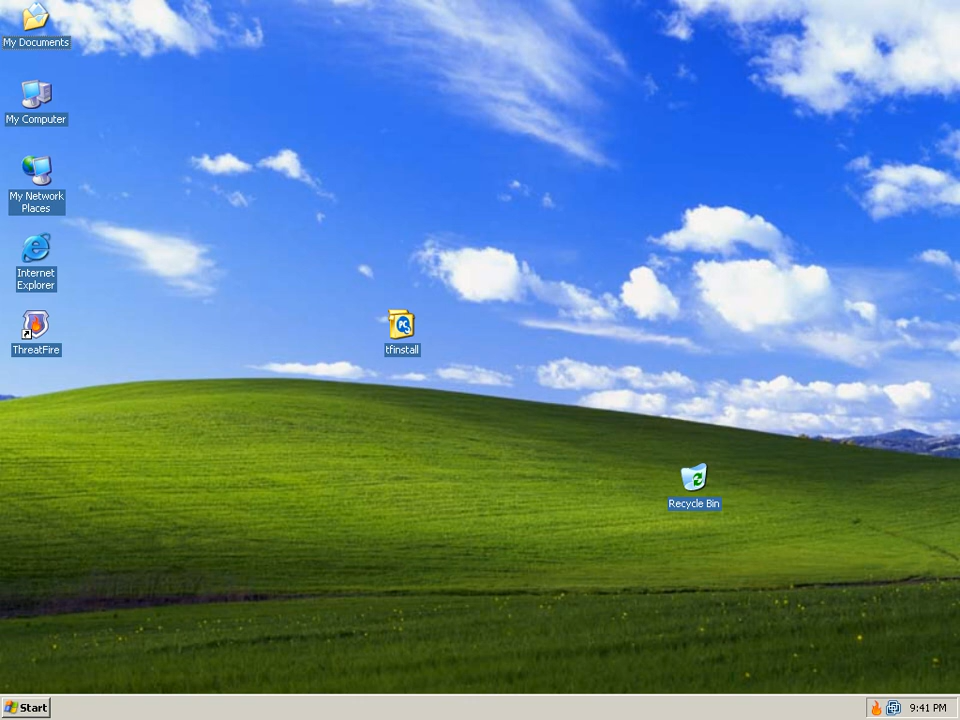 My Documents
My Computer
My Network
Places
Internet
Explorer
ThreatFire
tfinstall
Recycle Bin
Start
9:41 PM